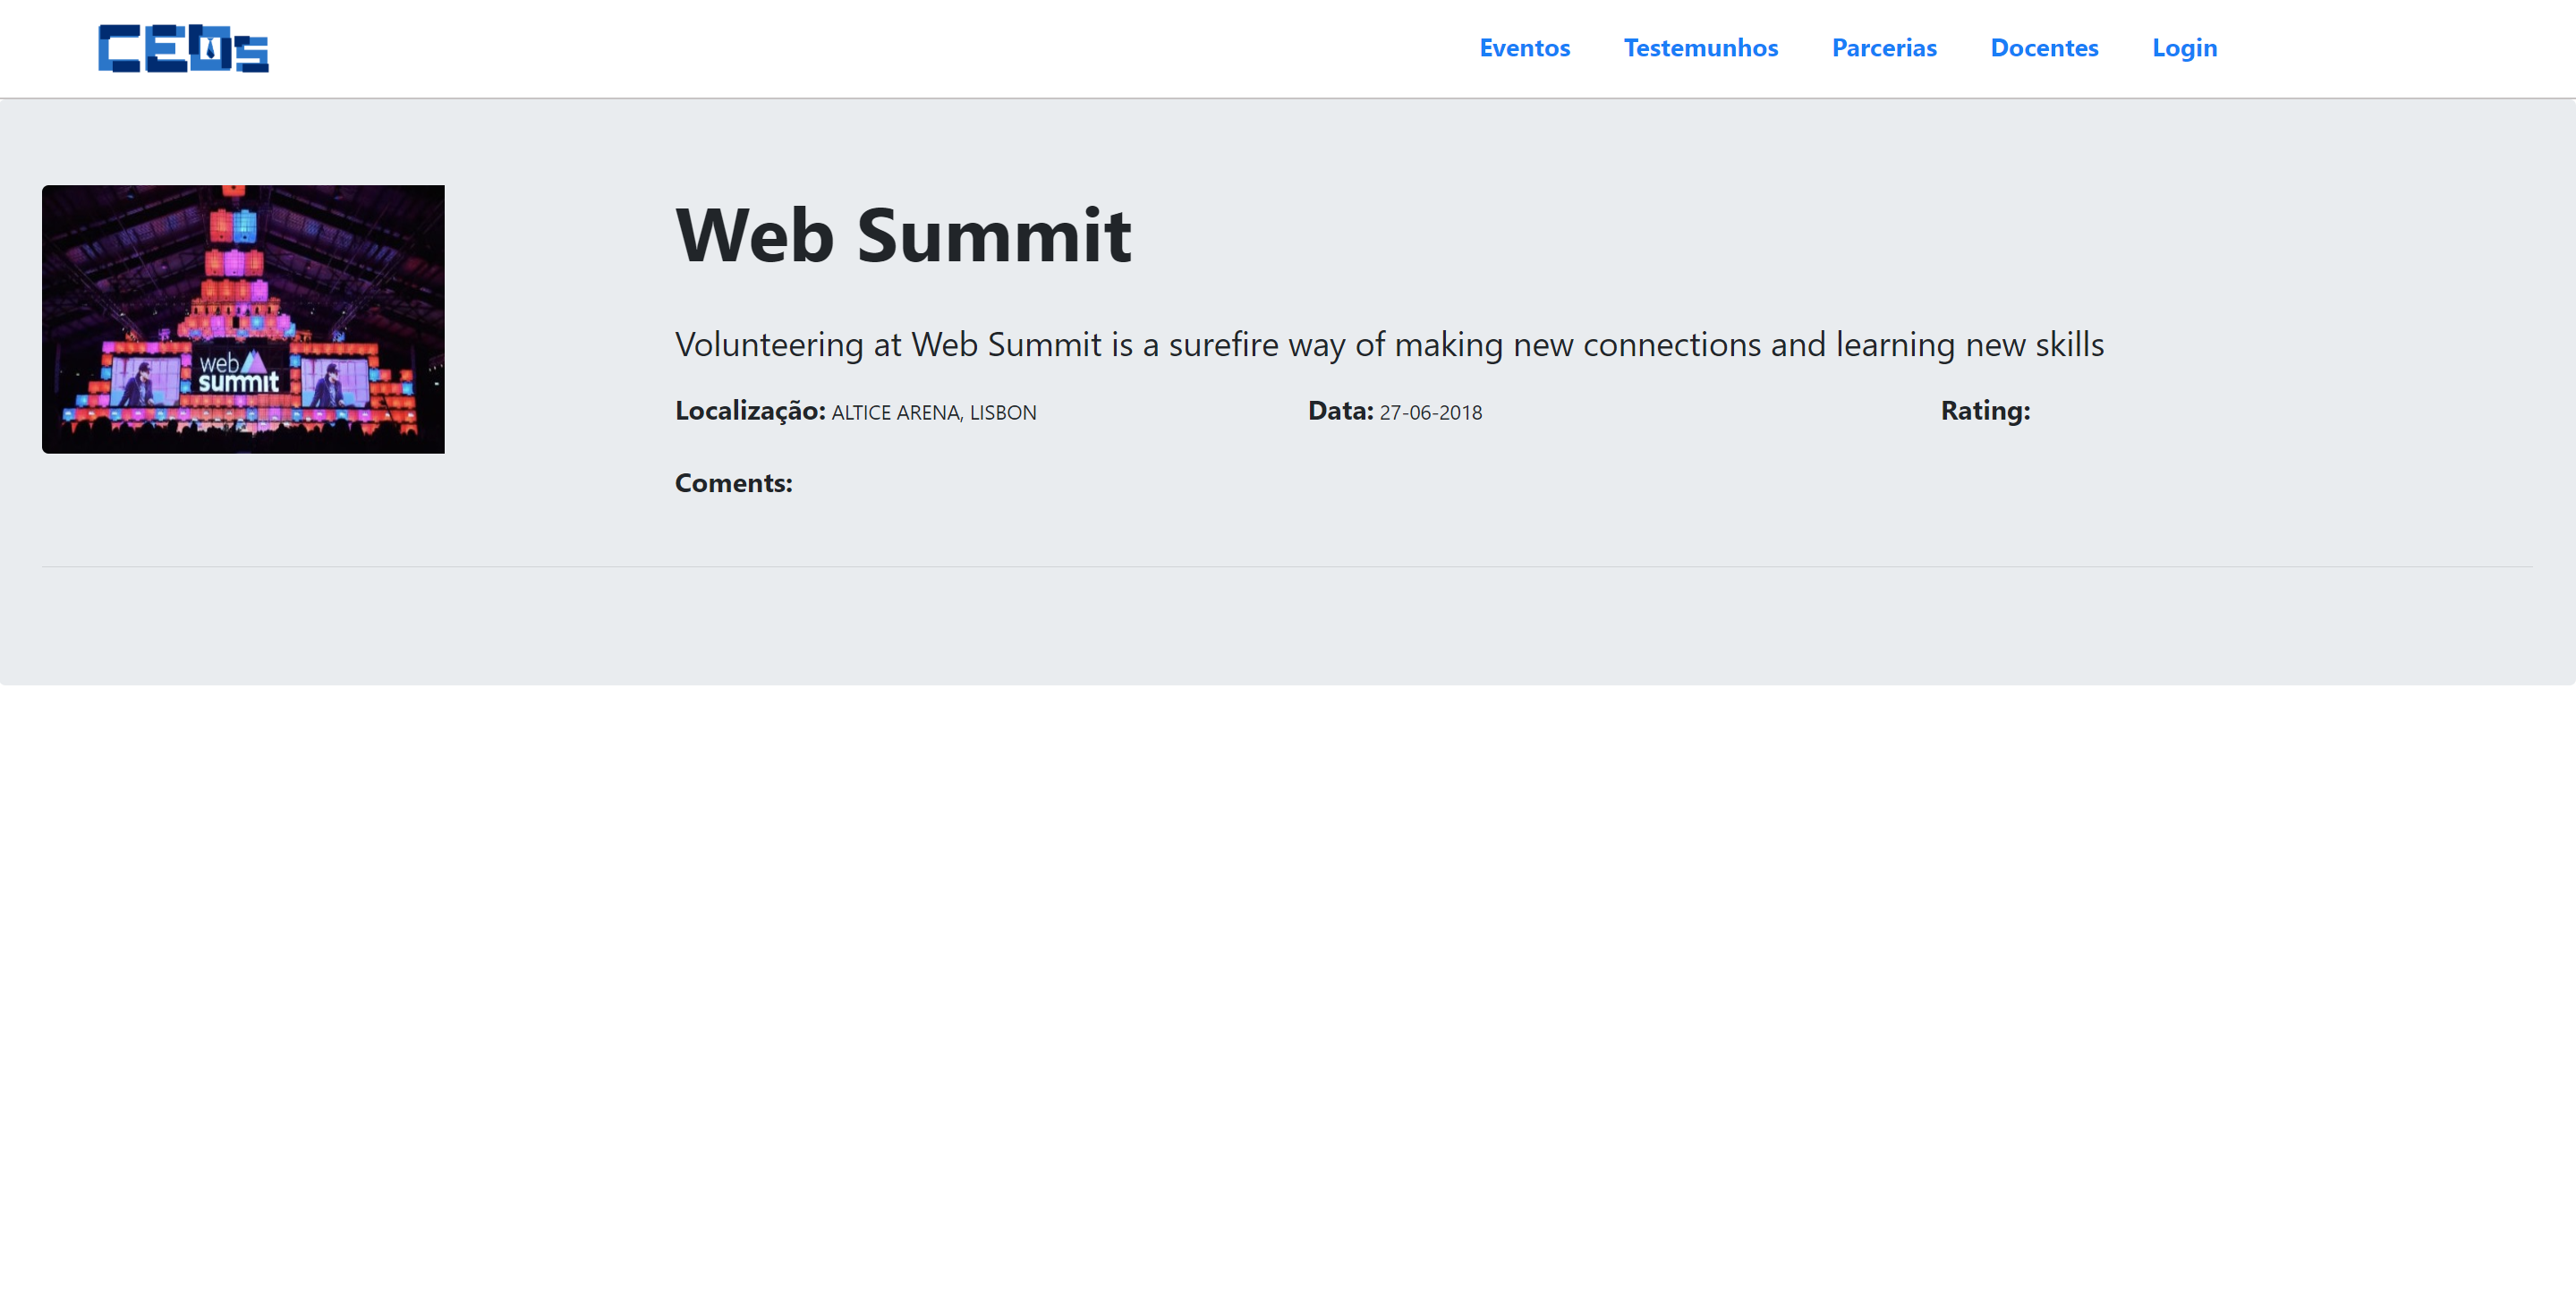 CEOs
Eventos Testemunhos Parcerias Docentes Login
web
summit
Web Summit
Volunteering at Web Summit is a surefire way of making new connections and learning new skills
Localização: ALTICE ARENA, LISBON Data: 27-06-2018 Rating:
Coments: